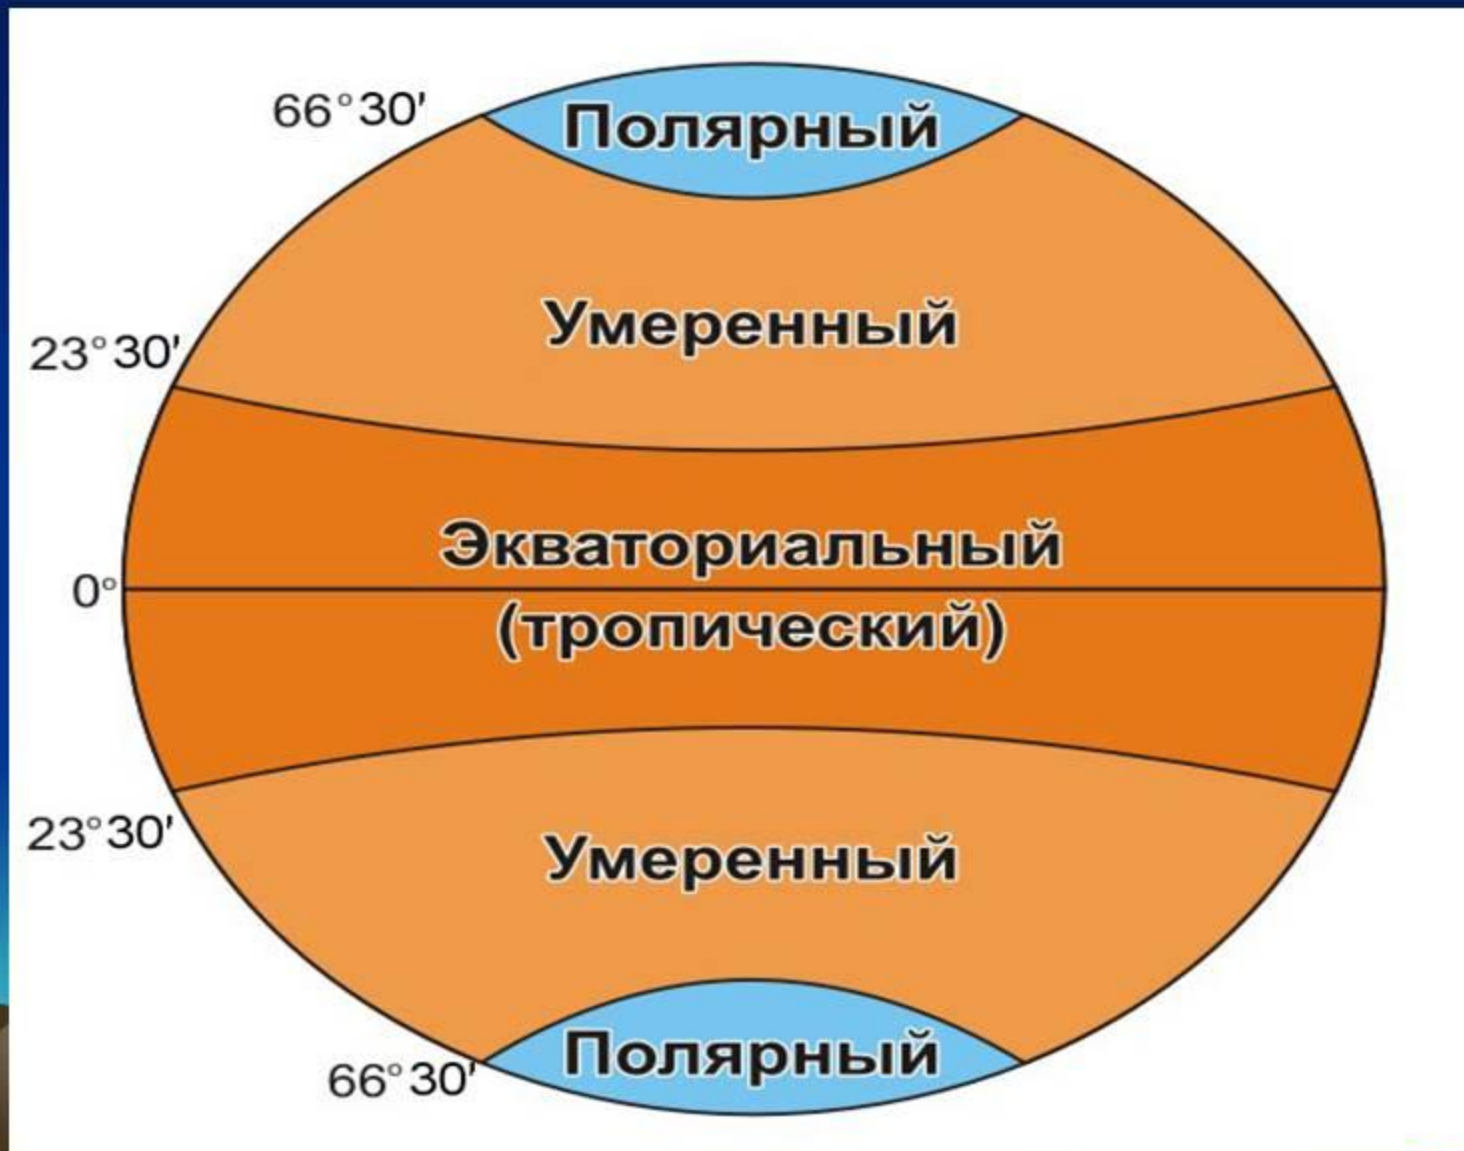 66°30'
Полярный
Умеренный
23°30'
Экваториальный
0°
(тропический)
23°30'
Умеренный
Полярный
66°30'